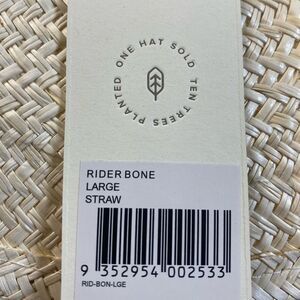 ONE HAT SOLD TEN TREES PLANTED
RIDER BONE
LARGE
STRAW
9 352954 002533
RID-BON-LGE